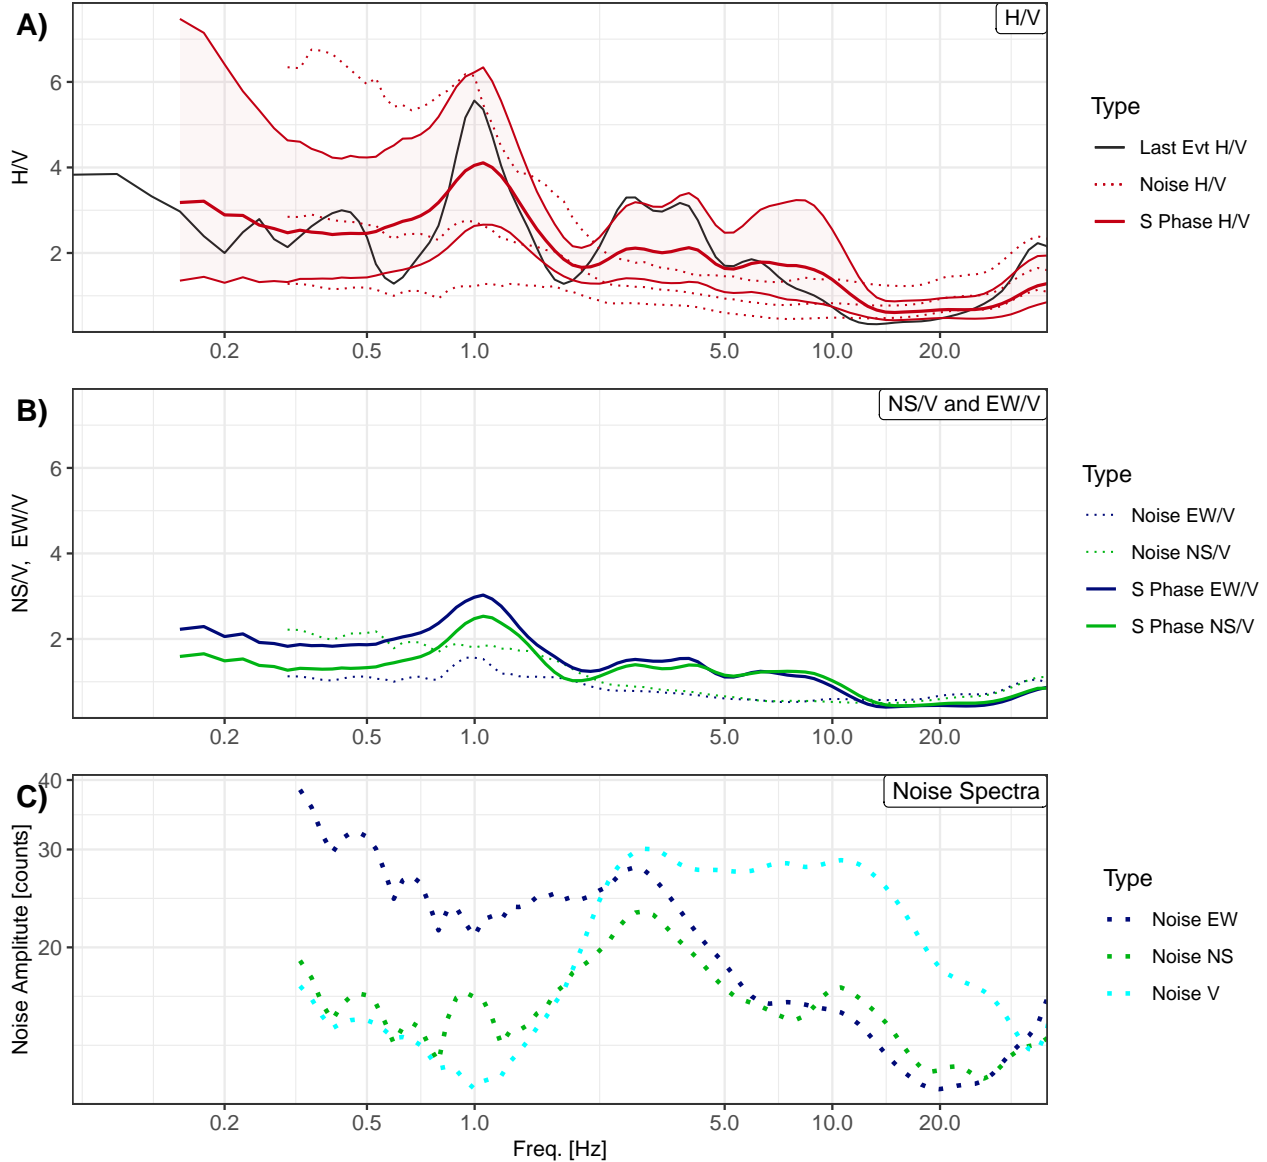 A)
H/V
H/V
6
4
2
0.2 0.5 1.0 5.0 10.0 20.0
Type
Last Evt H/V
Noise H/V
S Phase H/V
B)
NS/V and EW/V
NS/V, EW/V
6
4
2
0.2 0.5 1.0 5.0 10.0 20.0
Type
Noise EW/V
Noise NS/V
S Phase EW/V
S Phase NS/V
C)
Noise Spectra
Noise Amplitute [counts]
40
30
20
0.2 0.5 1.0 5.0 10.0 20.0
Freq. [Hz]
Type
Noise EW
Noise NS
Noise V